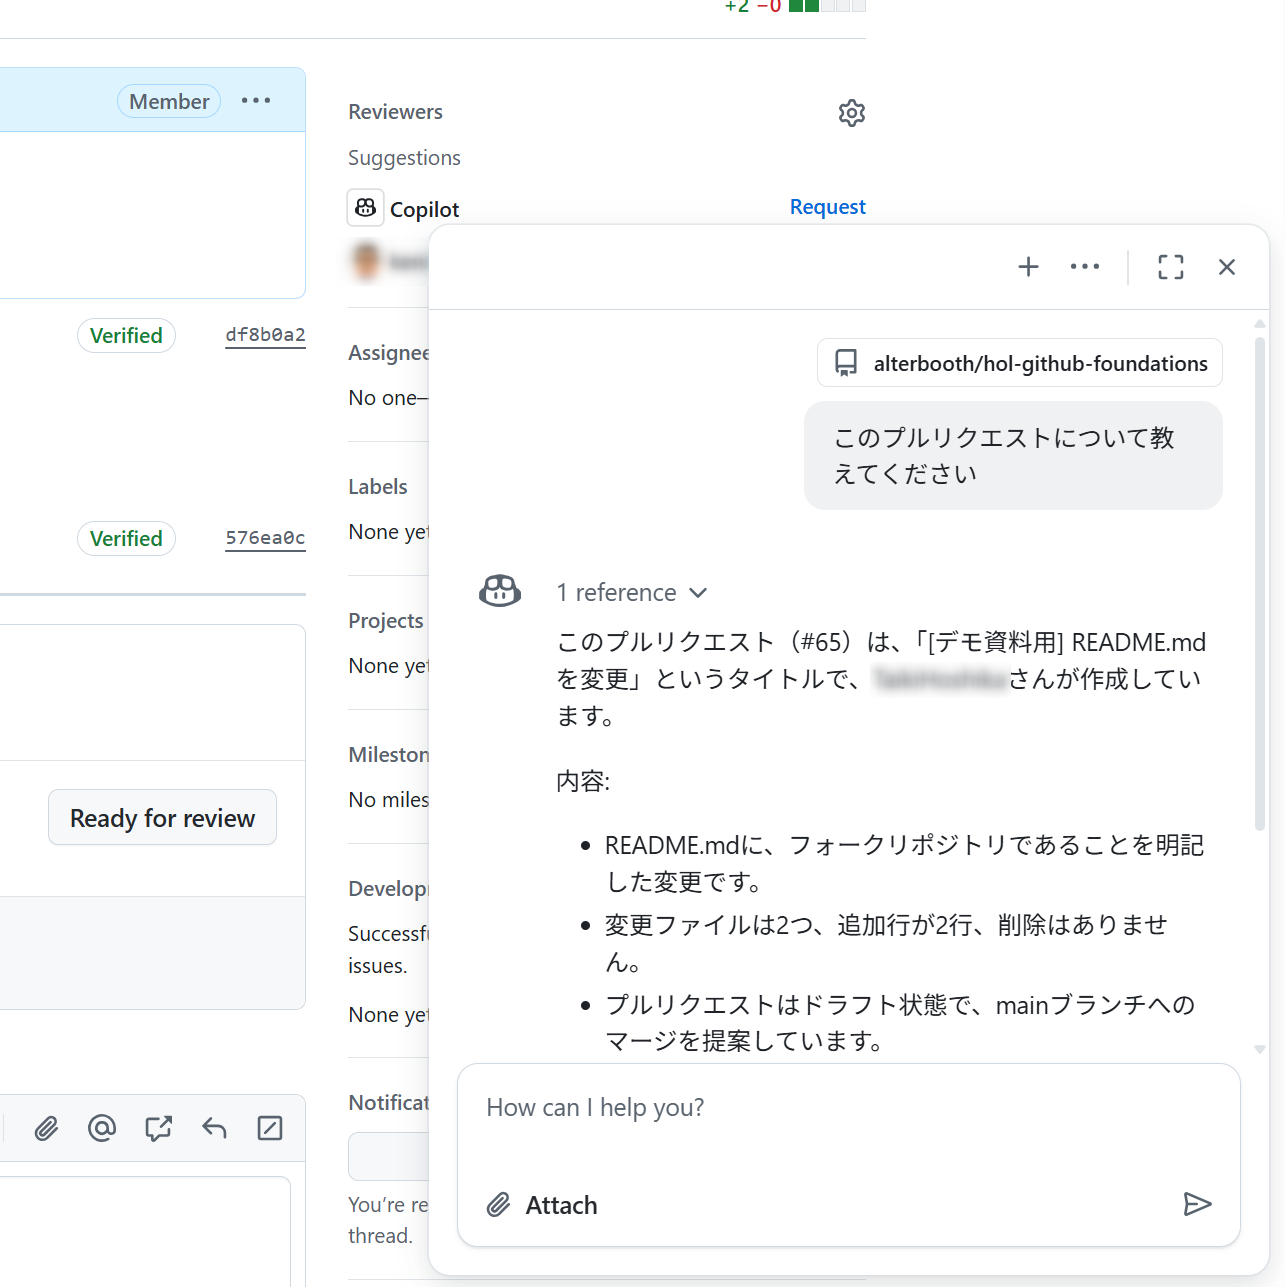 +2 −0
Member
Verified
df8b0a2
Verified
576ea0c
Ready for review
Reviewers
Suggestions
Copilot
Request
Assignee
No one—
Labels
None yet
Projects
None yet
Mileston
No miles
Develop
Successfu
issues.
None yet
Notificat
You're re
thread.
alterbooth/hol-github-foundations
このプルリクエストについて教
えてください
1 reference
このプルリクエスト（#65）は、「[デモ資料用] README.md
を変更」というタイトルで、さんが作成してい
ます。
内容:
README.mdに、フォークリポジトリであることを明記
した変更です。
変更ファイルは2つ、追加行が2行、削除はありませ
ん。
プルリクエストはドラフト状態で、mainブランチへの
マージを提案しています。
How can I help you?
Attach